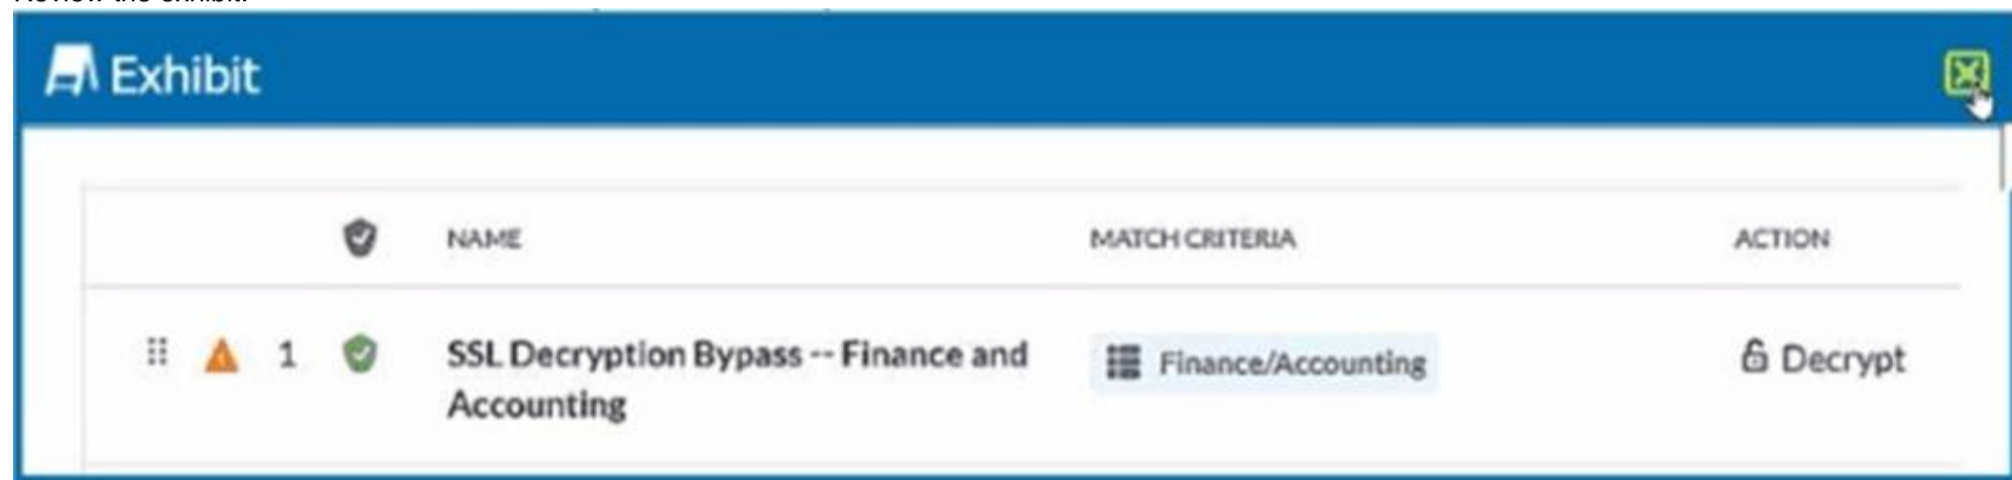 Exhibit
NAME MATCH CRITERIA ACTION
1 SSL Decryption Bypass -- Finance and Finance/Accounting Decrypt
Accounting